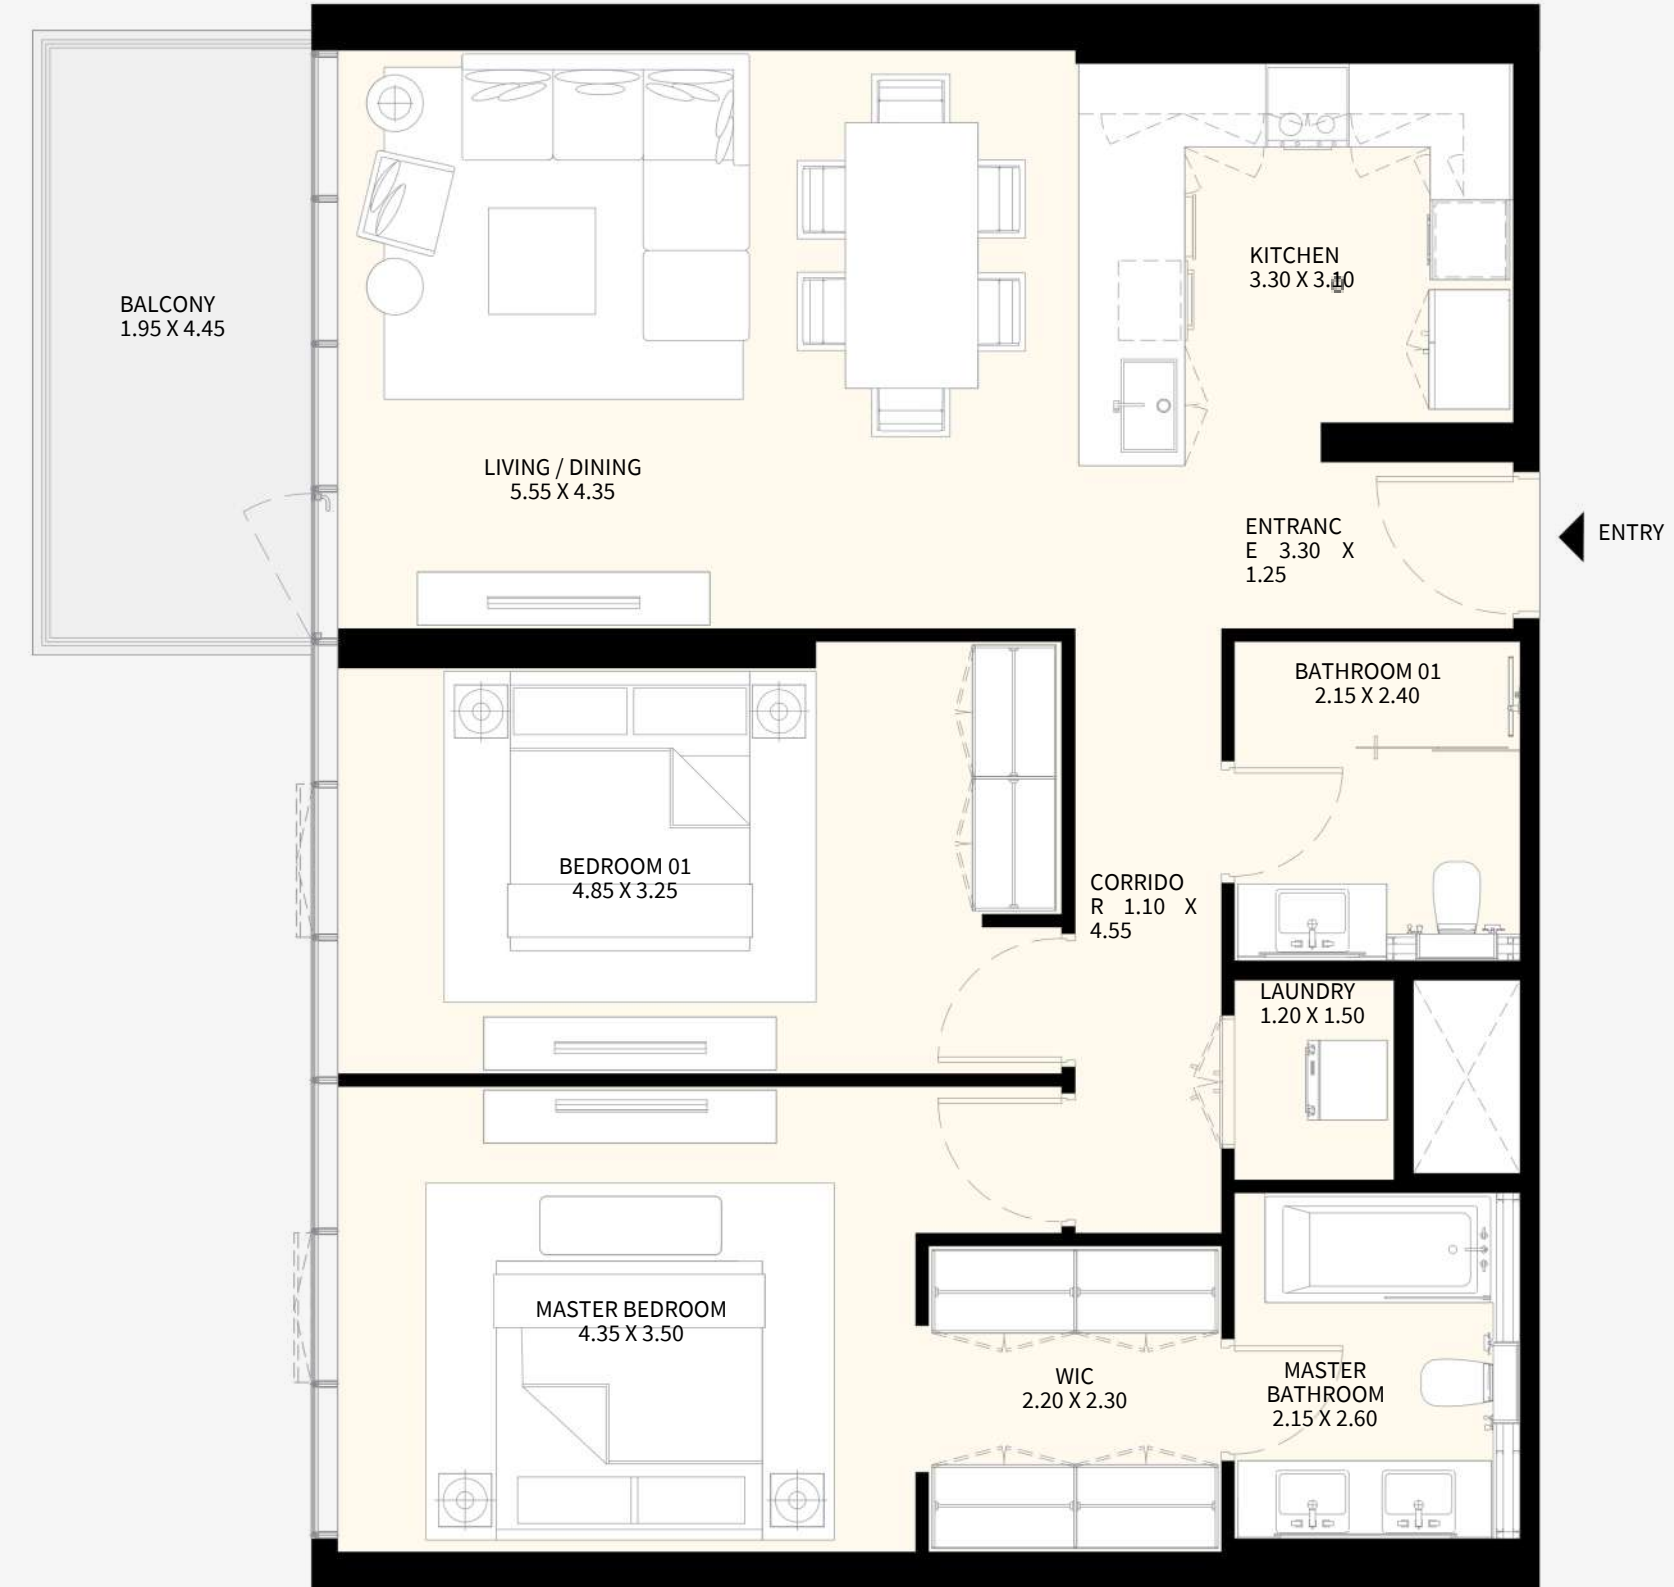 KITCHEN
3.30 X 3.10
BALCONY
1.95 X 4.45
LIVING / DINING
5.55 X 4.35
ENTRANC
E 3.30 X
1.25
ENTRY
BATHROOM 01
2.15 X 2.40
BEDROOM 01
4.85 X 3.25
CORRIDO
R 1.10 X
4.55
LAUNDRY
1.20 X 1.50
MASTER BEDROOM
4.35 X 3.50
WIC
2.20 X 2.30
MASTER
BATHROOM
2.15 X 2.60